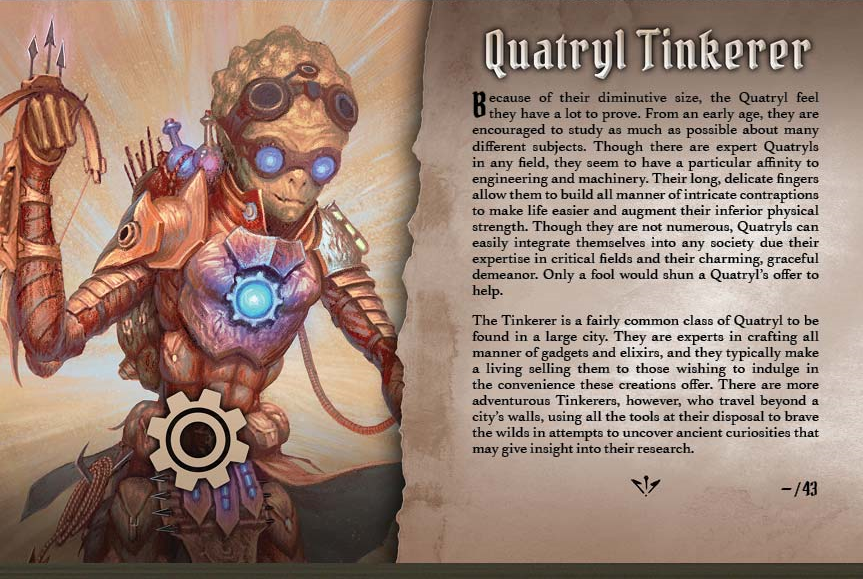 Quatryl Tinkerer
Because of their diminutive size, the Quatryl feel
they have a lot to prove. From an early age, they are
encouraged to study as much as possible about many
different subjects. Though there are expert Quatryls
in any field, they seem to have a particular affinity to
engineering and machinery. Their long, delicate fingers
allow them to build all manner of intricate contraptions
to make life easier and augment their inferior physical
strength. Though they are not numerous, Quatryls can
easily integrate themselves into any society due their
expertise in critical fields and their charming, graceful
demeanor. Only a fool would shun a Quatryl's offer to
help.
The Tinkerer is a fairly common class of Quatryl to be
found in a large city. They are experts in crafting all
manner of gadgets and elixirs, and they typically make
a living selling them to those wishing to indulge in
the convenience these creations offer. There are more
adventurous Tinkerers, however, who travel beyond a
city's walls, using all the tools at their disposal to brave
the wilds in attempts to uncover ancient curiosities that
may give insight into their research.
–/43